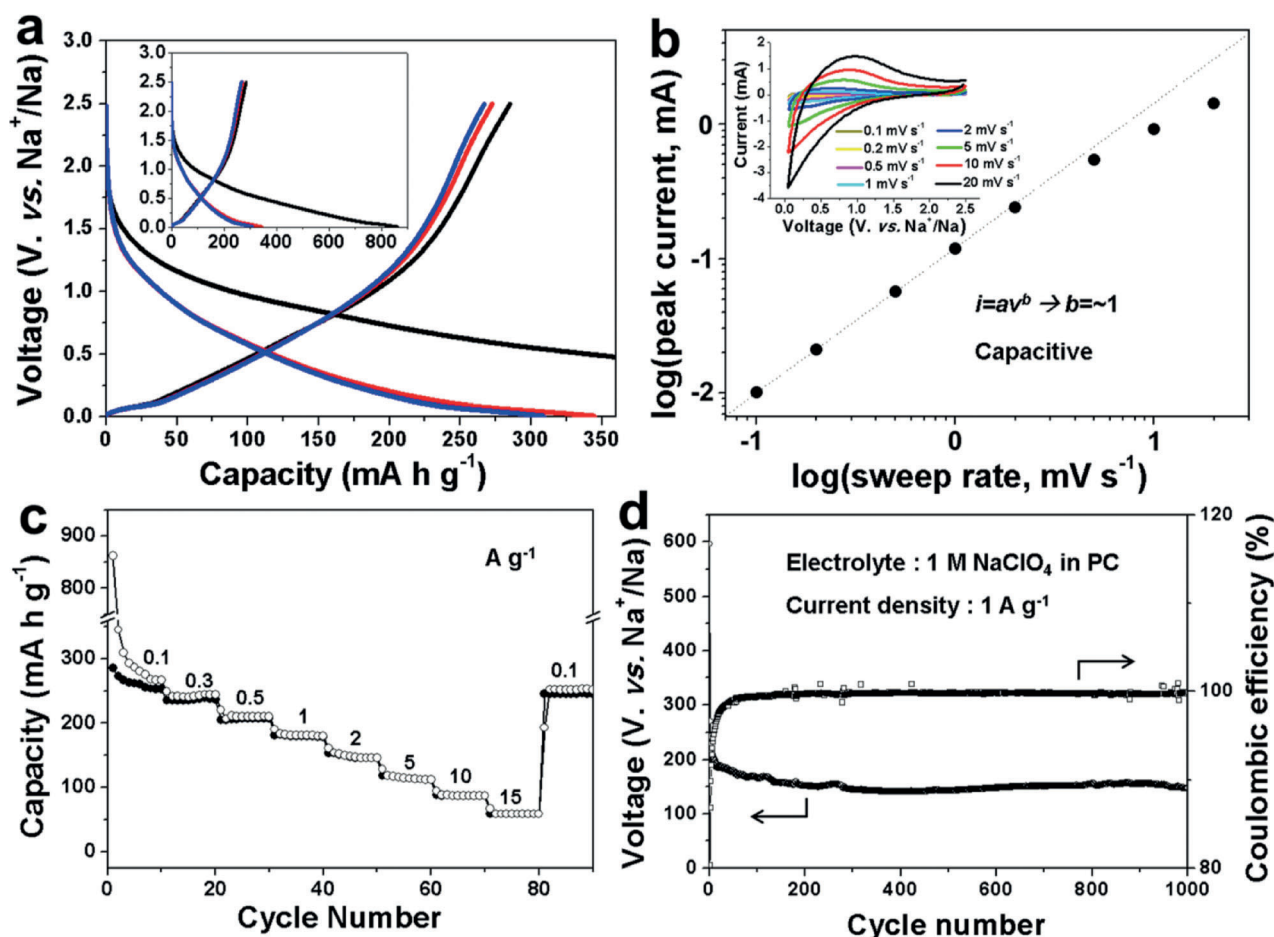 a
Voltage (V. vs. Na⁺/Na)
3.0
2.5
2.0
1.5
1.0
0.5
0.0
3.0
2.5
2.0
1.5
1.0
0.5
0.0
0 200 400 600 800
0 50 100 150 200 250 300 350
Capacity (mA h g⁻¹)
b
log(peak current, mA)
0
-1
-2
Current (mA)
2
1
0
-1
-2
-3
-4
0.1 mV s⁻¹ 2 mV s⁻¹
0.2 mV s⁻¹ 5 mV s⁻¹
0.5 mV s⁻¹ 10 mV s⁻¹
1 mV s⁻¹ 20 mV s⁻¹
0.0 0.5 1.0 1.5 2.0 2.5
Voltage (V. vs. Na⁺/Na)
i=avᵇ → b=~1
Capacitive
-1 0 1
log(sweep rate, mV s⁻¹)
c
Capacity (mA h g⁻¹)
900
800
300
200
100
0
A g⁻¹
0.1
0.3
0.5
1
2
5
10
15
0.1
0 20 40 60 80
Cycle Number
d
Voltage (V. vs. Na⁺/Na)
600
500
400
300
200
100
0
Electrolyte : 1 M NaClO₄ in PC
Current density : 1 A g⁻¹
120
100
80
Coulombic efficiency (%)
0 200 400 600 800 1000
Cycle number